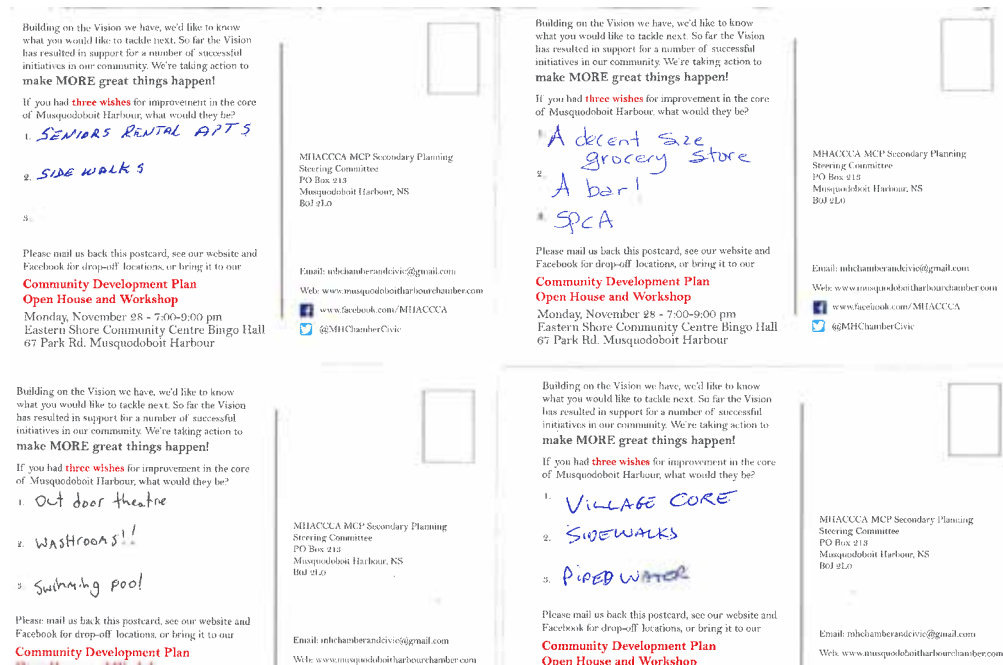 Building on the Vision we have, we'd like to know
what you would like to tackle next. So far the Vision
has resulted in support for a number of successful
initiatives in our community. We're taking action to
make MORE great things happen!
If you had three wishes for improvement in the core
of Musquodoboit Harbour, what would they be?
1. SENIORS RENTAL APTS
2. SIDE WALKS
3.
Please mail us back this postcard, see our website and
Facebook for drop-off locations, or bring it to our
Community Development Plan
Open House and Workshop
Monday, November 28 - 7:00-9:00 pm
Eastern Shore Community Centre Bingo Hall
67 Park Rd. Musquodoboit Harbour
MHACCCA MCP Secondary Planning
Steering Committee
PO Box 213
Musquodoboit Harbour, NS
B0J 2L0
Email: mhchamberandcivic@gmail.com
Web: www.musquodoboitharbourchamber.com
www.facebook.com/MHACCCA
@MHChamberCivic
Building on the Vision we have, we'd like to know
what you would like to tackle next. So far the Vision
has resulted in support for a number of successful
initiatives in our community. We're taking action to
make MORE great things happen!
If you had three wishes for improvement in the core
of Musquodoboit Harbour, what would they be?
1. A decent size
grocery store
2. A bar!
3. SPCA
Please mail us back this postcard, see our website and
Facebook for drop-off locations, or bring it to our
Community Development Plan
Open House and Workshop
Monday, November 28 - 7:00-9:00 pm
Eastern Shore Community Centre Bingo Hall
67 Park Rd. Musquodoboit Harbour
MHACCCA MCP Secondary Planning
Steering Committee
PO Box 213
Musquodoboit Harbour, NS
B0J 2L0
Email: mhchamberandcivic@gmail.com
Web: www.musquodoboitharbourchamber.com
www.facebook.com/MHACCCA
@MHChamberCivic
Building on the Vision we have, we'd like to know
what you would like to tackle next. So far the Vision
has resulted in support for a number of successful
initiatives in our community. We're taking action to
make MORE great things happen!
If you had three wishes for improvement in the core
of Musquodoboit Harbour, what would they be?
1. Out door theatre
2. WASHROOMS!!
3. Swimming pool
Please mail us back this postcard, see our website and
Facebook for drop-off locations, or bring it to our
Community Development Plan
MHACCCA MCP Secondary Planning
Steering Committee
PO Box 213
Musquodoboit Harbour, NS
B0J 2L0
Email: mhchamberandcivic@gmail.com
Web: www.musquodoboitharbourchamber.com
Building on the Vision we have, we'd like to know
what you would like to tackle next. So far the Vision
has resulted in support for a number of successful
initiatives in our community. We're taking action to
make MORE great things happen!
If you had three wishes for improvement in the core
of Musquodoboit Harbour, what would they be?
1. VILLAGE CORE
2. SIDEWALKS
3. PIPED WATER
Please mail us back this postcard, see our website and
Facebook for drop-off locations, or bring it to our
Community Development Plan
Open House and Workshop
MHACCCA MCP Secondary Planning
Steering Committee
PO Box 213
Musquodoboit Harbour, NS
B0J 2L0
Email: mhchamberandcivic@gmail.com
Web: www.musquodoboitharbourchamber.com